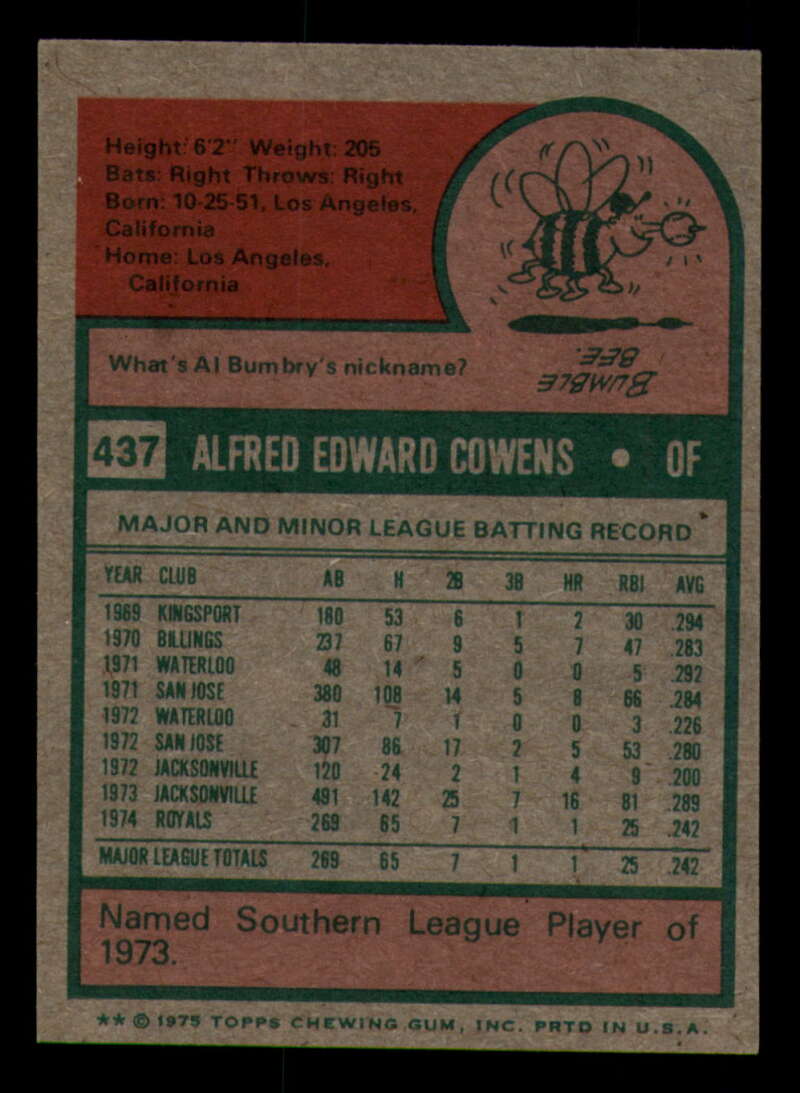 Height: 6'2" Weight: 205
Bats: Right Throws: Right
Born: 10-25-51, Los Angeles,
California
Home: Los Angeles,
California
What's Al Bumbry's nickname?
BUMBLE
BEE.
437 ALFRED EDWARD COWENS • OF
MAJOR AND MINOR LEAGUE BATTING RECORD
YEAR CLUB AB H 2B 3B HR RBI AVG
1969 KINGSPORT 180 53 6 1 2 30 .294
1970 BILLINGS 237 67 9 5 7 47 .283
1971 WATERLOO 48 14 5 0 0 5 .292
1971 SAN JOSE 380 108 14 5 8 66 .284
1972 WATERLOO 31 7 1 0 0 3 .226
1972 SAN JOSE 307 86 17 2 5 53 .280
1972 JACKSONVILLE 120 24 2 1 4 9 .200
1973 JACKSONVILLE 491 142 25 7 16 81 .289
1974 ROYALS 269 65 7 1 1 25 .242
MAJOR LEAGUE TOTALS 269 65 7 1 1 25 .242
Named Southern League Player of
1973.
** © 1975 TOPPS CHEWING GUM, INC. PRTD IN U.S.A.